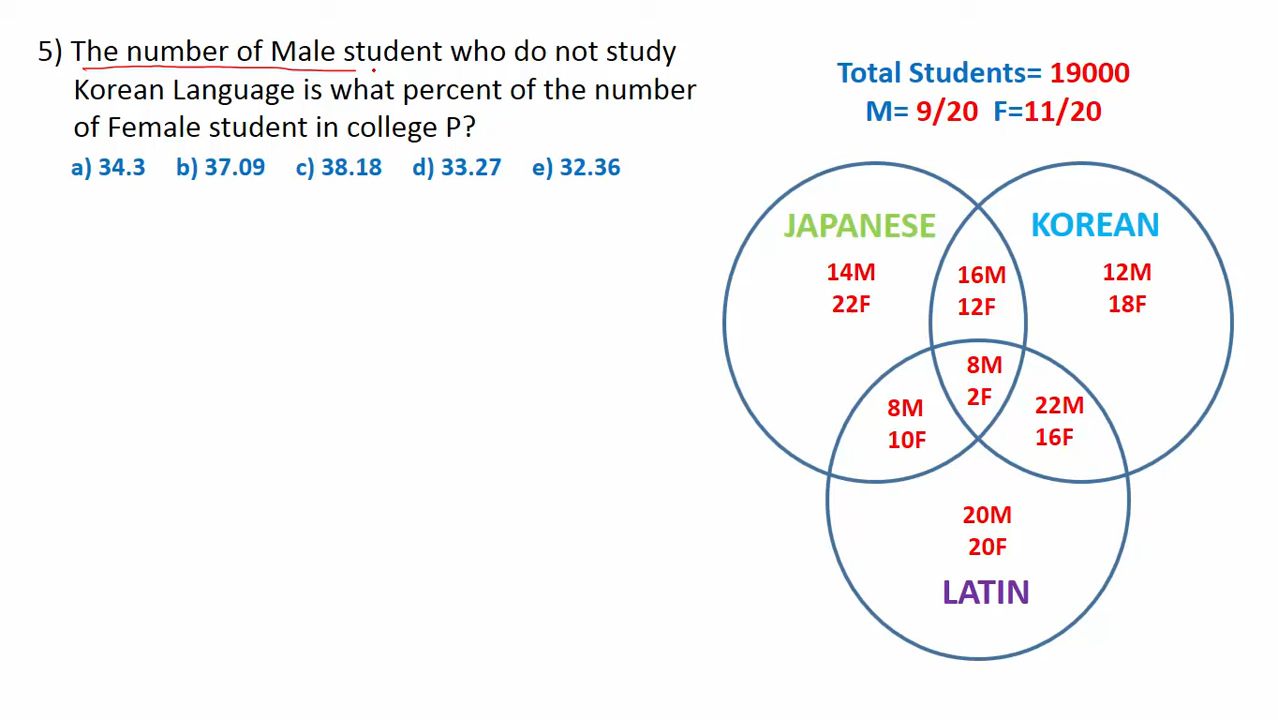 5) The number of Male student who do not study
Korean Language is what percent of the number
of Female student in college P?
a) 34.3 b) 37.09 c) 38.18 d) 33.27 e) 32.36
Total Students= 19000
M= 9/20 F=11/20
JAPANESE
KOREAN
14M
22F
16M
12F
12M
18F
8M
2F
8M
10F
22M
16F
20M
20F
LATIN